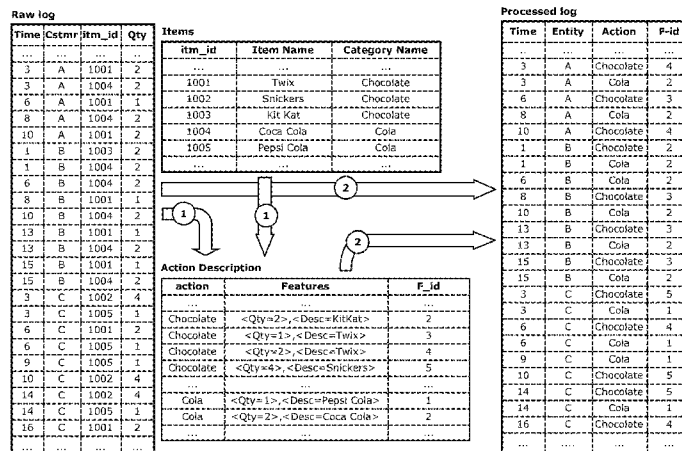 Raw log
Time Cstmr itm_id Qty
... ... ... ...
3 A 1001 2
3 A 1004 2
6 A 1001 1
8 A 1004 2
10 A 1001 2
1 B 1003 2
1 B 1004 2
6 B 1004 2
8 B 1001 1
10 B 1004 2
13 B 1001 1
13 B 1004 2
15 B 1001 1
15 B 1004 2
3 C 1002 4
3 C 1005 1
6 C 1001 2
6 C 1005 1
9 C 1005 1
10 C 1002 4
14 C 1002 4
14 C 1005 1
16 C 1001 2
... ... ... ...
Items
itm_id Item Name Category Name
... ... ...
1001 Twix Chocolate
1002 Snickers Chocolate
1003 Kit Kat Chocolate
1004 Coca Cola Cola
1005 Pepsi Cola Cola
... ... ...
2
1
1
2
Action Description
action Features F_id
... ... ...
Chocolate <Qty=2>,<Desc=KitKat> 2
Chocolate <Qty=1>,<Desc=Twix> 3
Chocolate <Qty=2>,<Desc=Twix> 4
Chocolate <Qty=4>,<Desc=Snickers> 5
... ... ...
Cola <Qty=1>,<Desc=Pepsi Cola> 1
Cola <Qty=2>,<Desc=Coca Cola> 2
... ... ...
Processed log
Time Entity Action F-id
.. ... ... ...
3 A Chocolate 4
3 A Cola 2
6 A Chocolate 3
8 A Cola 2
10 A Chocolate 4
1 B Chocolate 2
1 B Cola 2
6 B Cola 2
8 B Chocolate 3
10 B Cola 2
13 B Chocolate 3
13 B Cola 2
15 B Chocolate 3
15 B Cola 2
3 C Chocolate 5
3 C Cola 1
6 C Chocolate 4
6 C Cola 1
9 C Cola 1
10 C Chocolate 5
14 C Chocolate 5
14 C Cola 1
16 C Chocolate 4
... .... ... ...